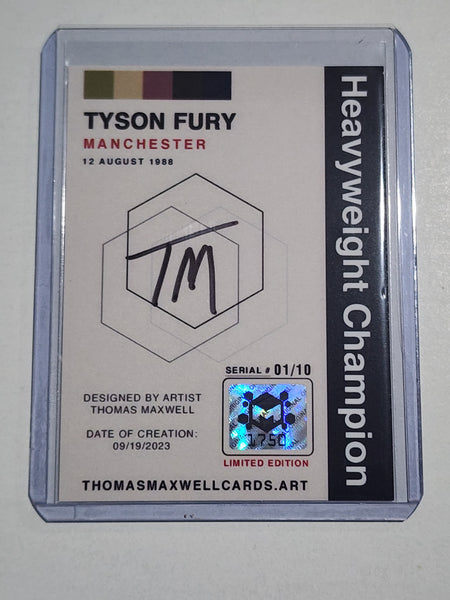 TYSON FURY
MANCHESTER
12 AUGUST 1988
Heavyweight Champion
TM
SERIAL # 01/10
DESIGNED BY ARTIST
THOMAS MAXWELL
DATE OF CREATION:
09/19/2023
1750
LIMITED EDITION
THOMASMAXWELLCARDS.ART